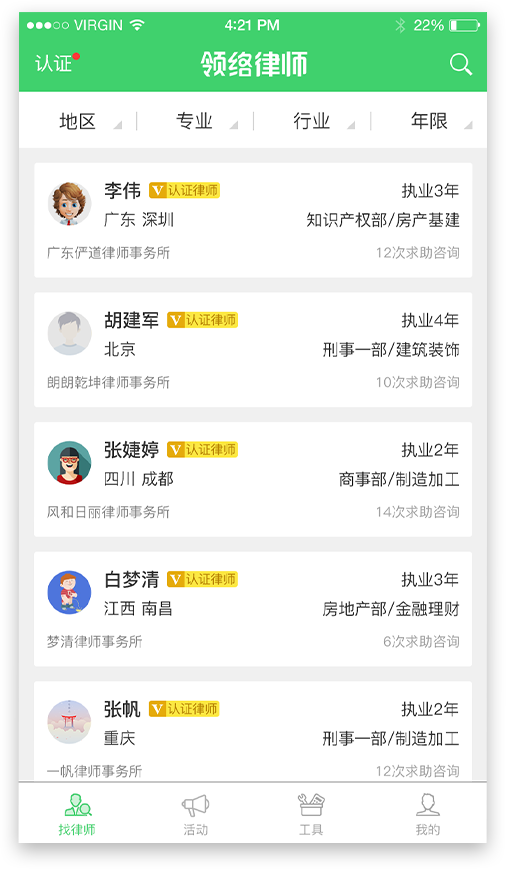 VIRGIN 4:21 PM 22%
认证 领络律师
地区 专业 行业 年限
李伟 V认证律师 执业3年
广东 深圳 知识产权部/房产基建
广东俨道律师事务所 12次求助咨询
胡建军 V认证律师 执业4年
北京 刑事一部/建筑装饰
朗朗乾坤律师事务所 10次求助咨询
张婕婷 V认证律师 执业2年
四川 成都 商事部/制造加工
风和日丽律师事务所 14次求助咨询
白梦清 V认证律师 执业3年
江西 南昌 房地产部/金融理财
梦清律师事务所 6次求助咨询
张帆 V认证律师 执业2年
重庆 刑事一部/制造加工
一帆律师事务所 12次求助咨询
找律师 活动 工具 我的